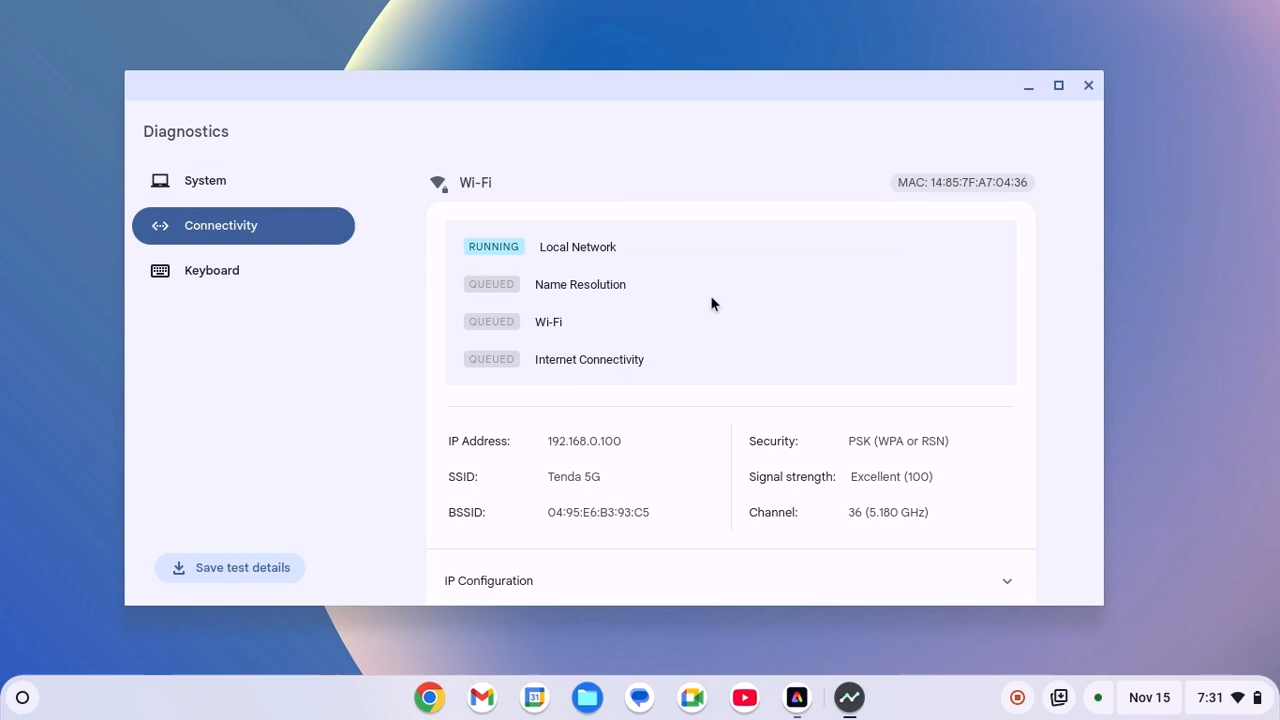 Diagnostics
System
Connectivity
Keyboard
Save test details
Wi-Fi
MAC: 14:85:7F:A7:04:36
RUNNING Local Network
QUEUED Name Resolution
QUEUED Wi-Fi
QUEUED Internet Connectivity
IP Address: 192.168.0.100
SSID: Tenda 5G
BSSID: 04:95:E6:B3:93:C5
Security: PSK (WPA or RSN)
Signal strength: Excellent (100)
Channel: 36 (5.180 GHz)
IP Configuration
31
Nov 15
7:31